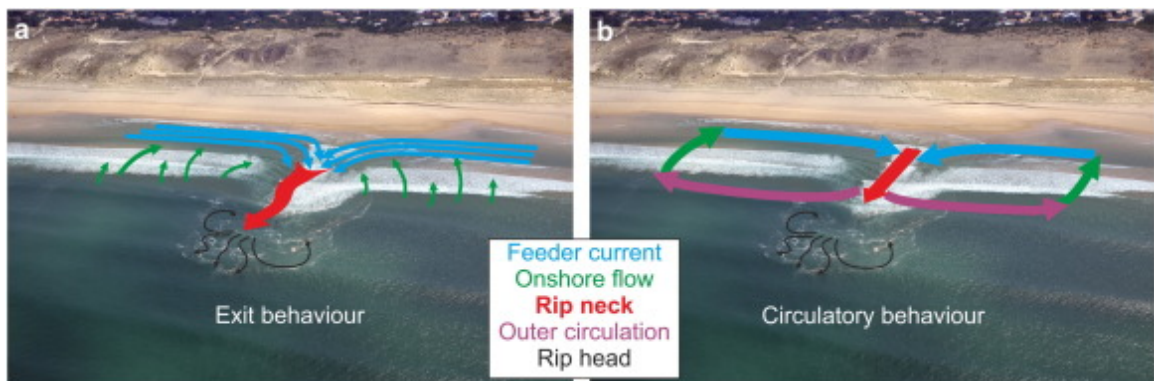 a
b
Feeder current
Onshore flow
Rip neck
Outer circulation
Rip head
Exit behaviour
Circulatory behaviour